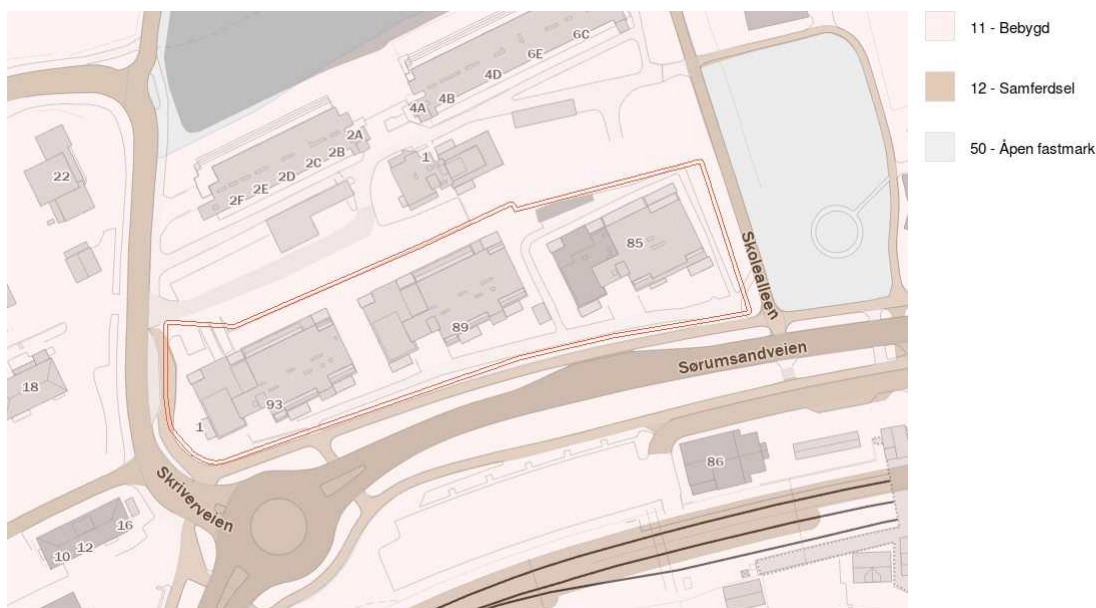 11 - Bebygd
12 - Samferdsel
50 - Åpen fastmark
6C
6E
4D
4B
4A
2A
2B
2C
2D
2E
2F
1
22
85
89
93
1
18
Skolealleen
Sørumsandveien
86
Skriverveien
16
12
10